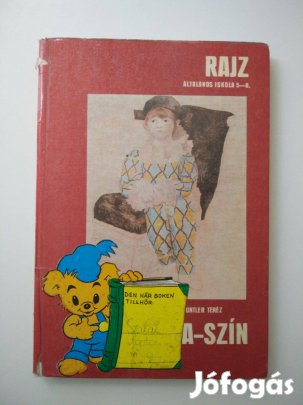 RAJZ
ÁLTALÁNOS ISKOLA 5—8.
DEN HÄR BOKEN
TILLHÖR
ONTLER TERÉZ
A-SZÍN
Jófogás